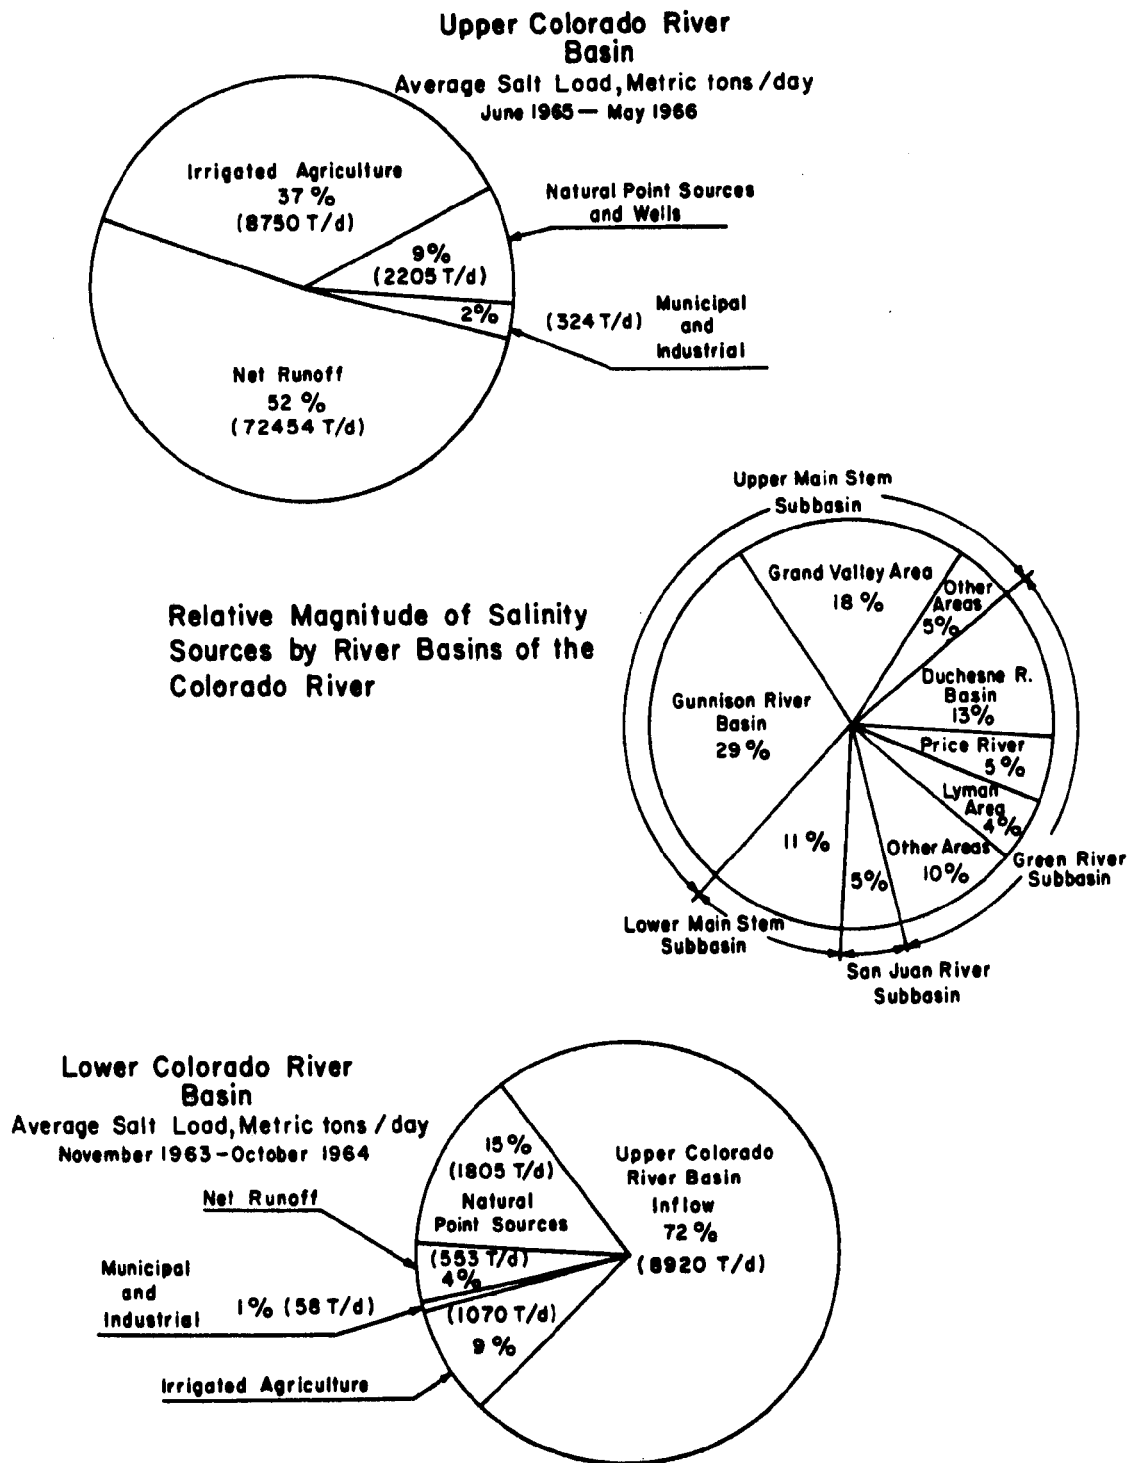 Upper Colorado River
Basin
Average Salt Load, Metric tons / day
June 1965 — May 1966
Irrigated Agriculture
37 %
(8750 T/d)
Natural Point Sources
and Wells
9%
(2205 T/d)
2%
(324 T/d)
Municipal
and
Industrial
Net Runoff
52 %
(72454 T/d)
Relative Magnitude of Salinity
Sources by River Basins of the
Colorado River
Upper Main Stem
Subbasin
Grand Valley Area
18 %
Other
Areas
5%
Gunnison River
Basin
29 %
Duchesne R.
Basin
13%
Price River
5%
Lyman
Area
4%
Other Areas
10%
11 %
5%
Green River
Subbasin
Lower Main Stem
Subbasin
San Juan River
Subbasin
Lower Colorado River
Basin
Average Salt Load, Metric tons / day
November 1963 – October 1964
15%
(1805 T/d)
Natural
Point Sources
Upper Colorado
River Basin
Inflow
72 %
(8920 T/d)
Net Runoff
(553 T/d)
4%
Municipal
and
Industrial
1% (58 T/d)
(1070 T/d)
9 %
Irrigated Agriculture